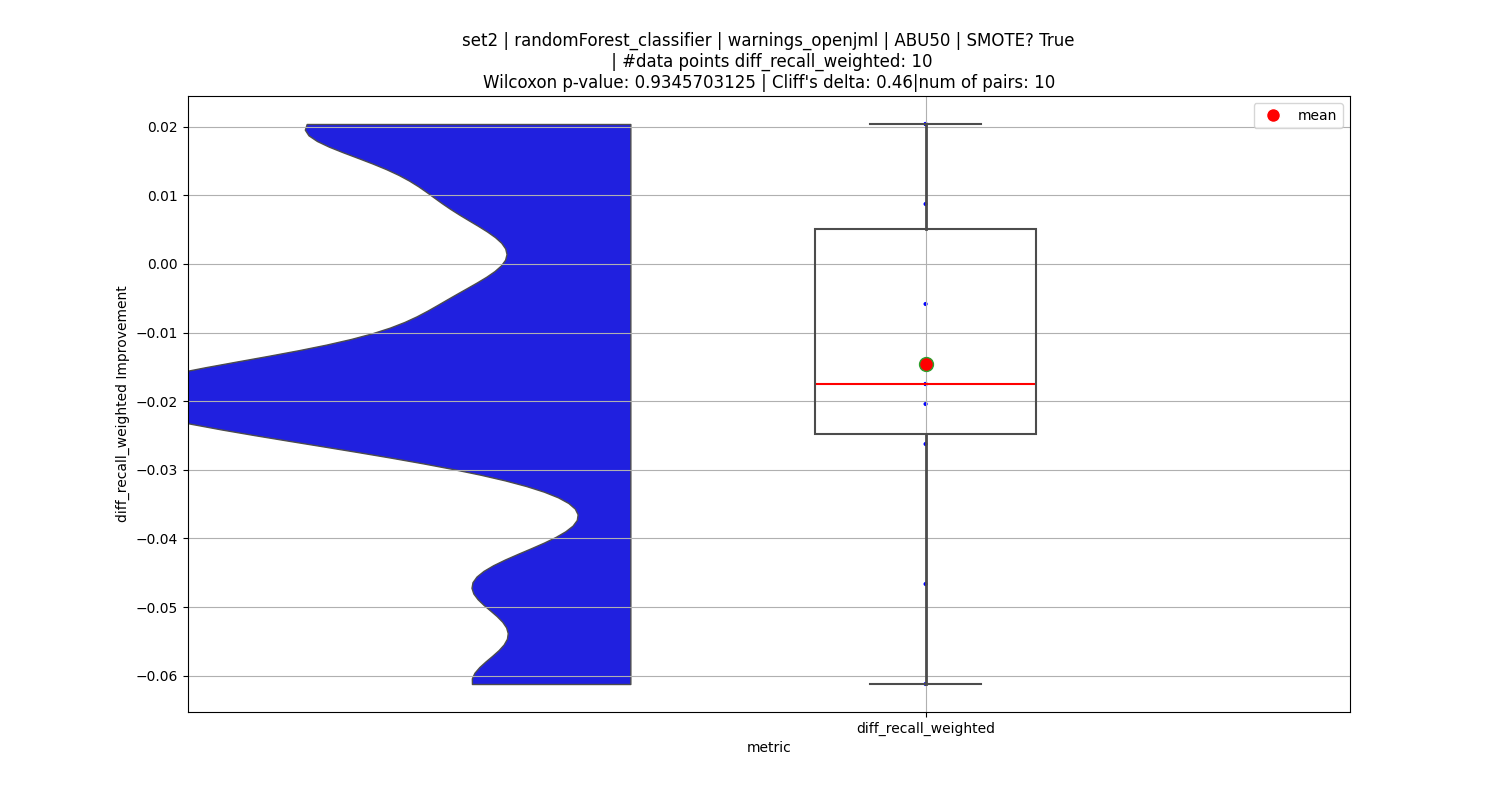 set2 | randomForest_classifier | warnings_openjml | ABU50 | SMOTE? True
| #data points diff_recall_weighted: 10
Wilcoxon p-value: 0.9345703125 | Cliff's delta: 0.46|num of pairs: 10
mean
0.02
0.01
0.00
−0.01
−0.02
−0.03
−0.04
−0.05
−0.06
diff_recall_weighted Improvement
diff_recall_weighted
metric